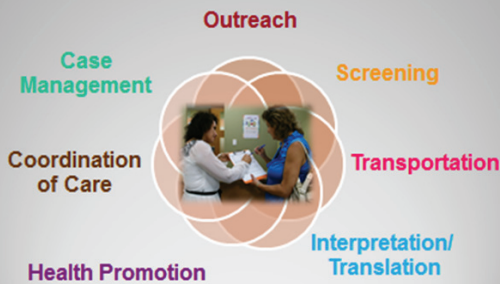 Outreach
Case
Management
Screening
Coordination
of Care
Transportation
Interpretation/
Translation
Health Promotion